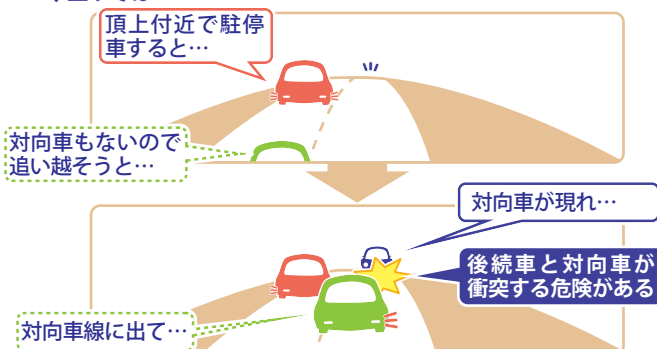 頂上付近で駐停
車すると…
対向車もないので
追い越そうと…
対向車が現れ…
後続車と対向車が
衝突する危険がある
対向車線に出て…